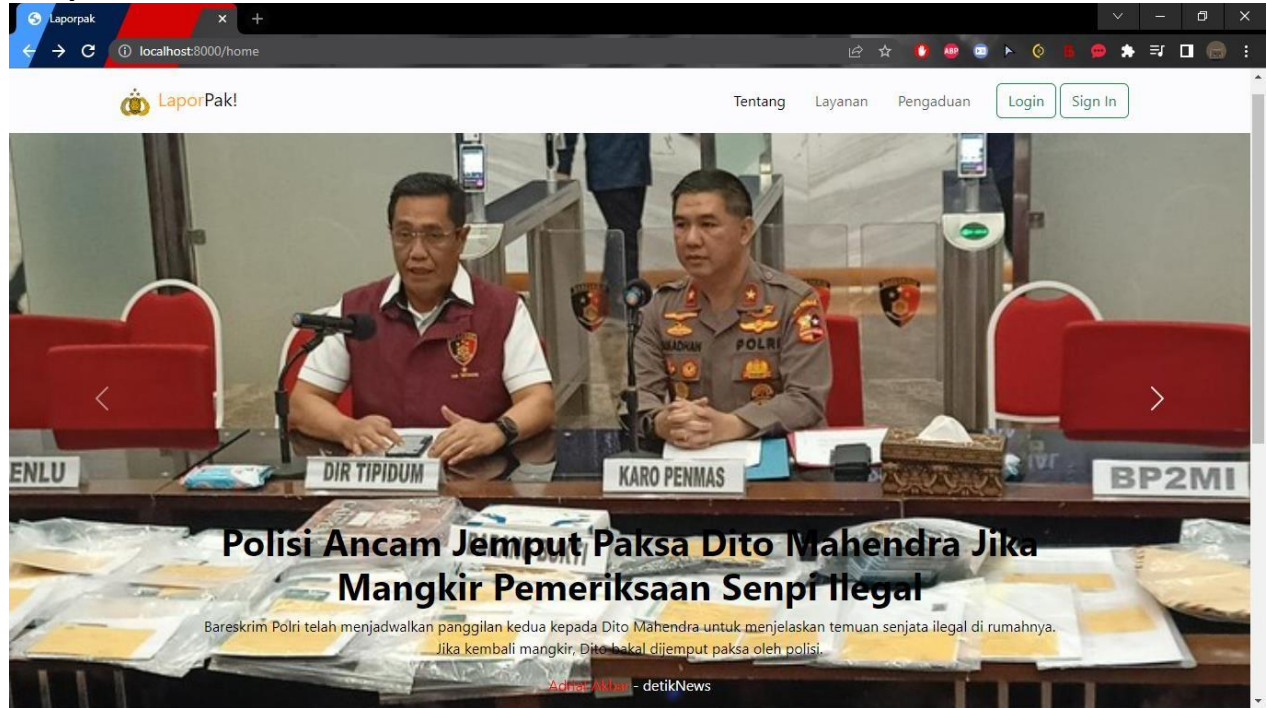 Laporpak
localhost:8000/home
LaporPak!
Tentang Layanan Pengaduan Login Sign In
POLRI
ENLU
DIR TIPIDUM
KARO PENMAS
BP2MI
Polisi Ancam Jemput Paksa Dito Mahendra Jika
Mangkir Pemeriksaan Senpi Ilegal
Bareskrim Polri telah menjadwalkan panggilan kedua kepada Dito Mahendra untuk menjelaskan temuan senjata ilegal di rumahnya.
Jika kembali mangkir, Dito bakal dijemput paksa oleh polisi.
Adrial Akbar - detikNews